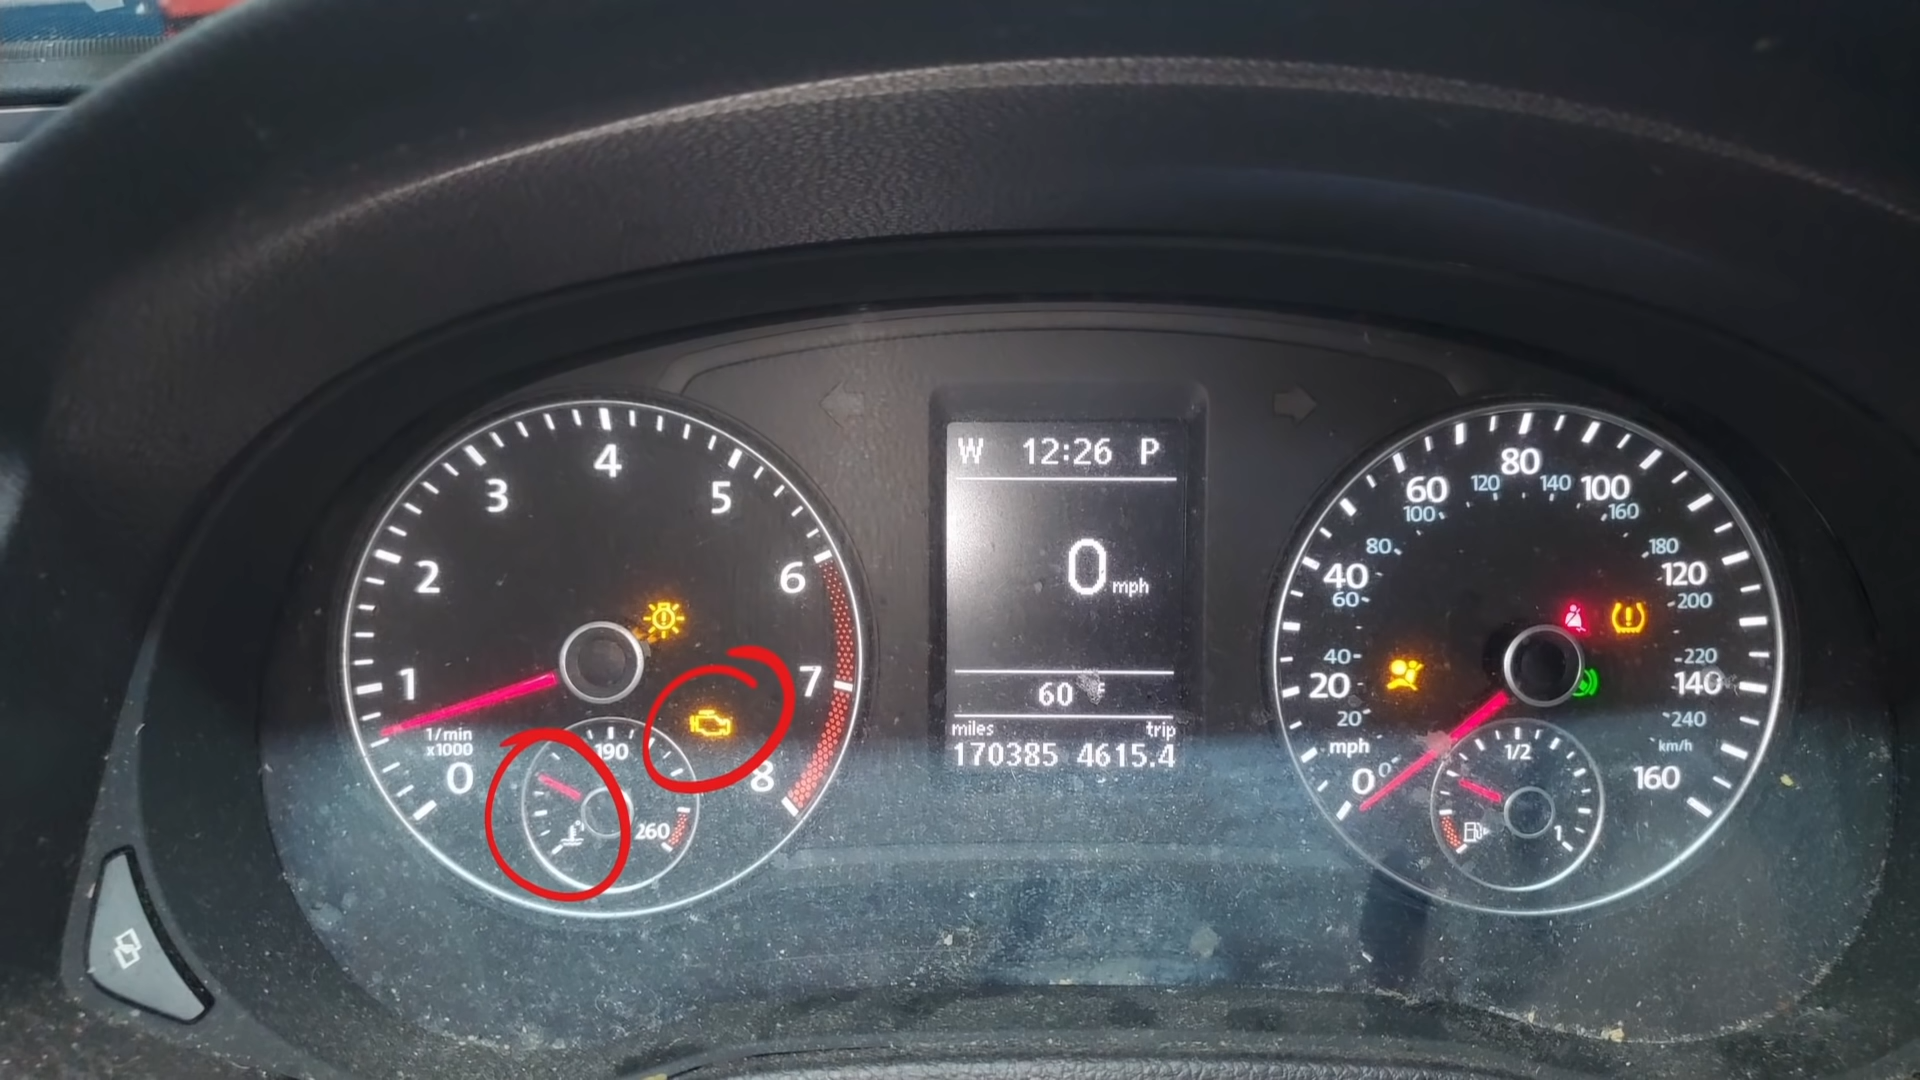 4
3
5
2
6
1
7
1/min
x1000
0
8
190
260
W 12:26 P
0 mph
60 °F
miles trip
170385 4615.4
80
60 120 140 100
100 160
80 180
40 120
60 200
40 220
20 140
20 240
mph km/h
0 0 160
1/2
1